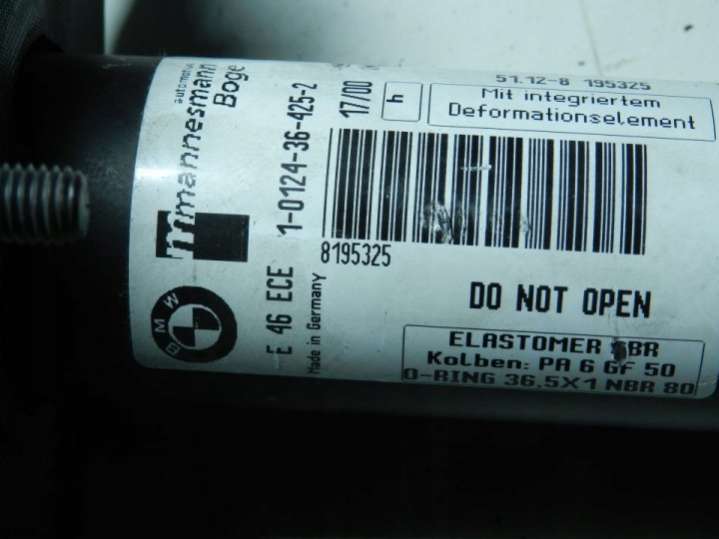 automotive
mannesmann
Boge
BMW
E 46 ECE 1-0124-36-425-2 17/00
Made in Germany
h
51.12-8 195325
Mit integriertem
Deformationselement
8195325
DO NOT OPEN
ELASTOMER
Kolben: PA 6 GF 50
O-RING 36,5X1 NBR 80